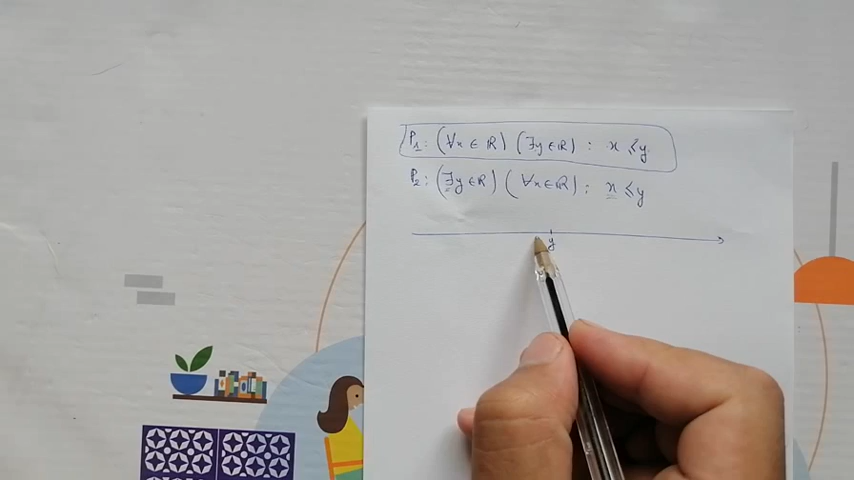 P₁: (∀x ∈ ℝ) (∃y ∈ ℝ) : x ⩽ y
P₂: (∃y ∈ ℝ) (∀x ∈ ℝ) : x ⩽ y
y